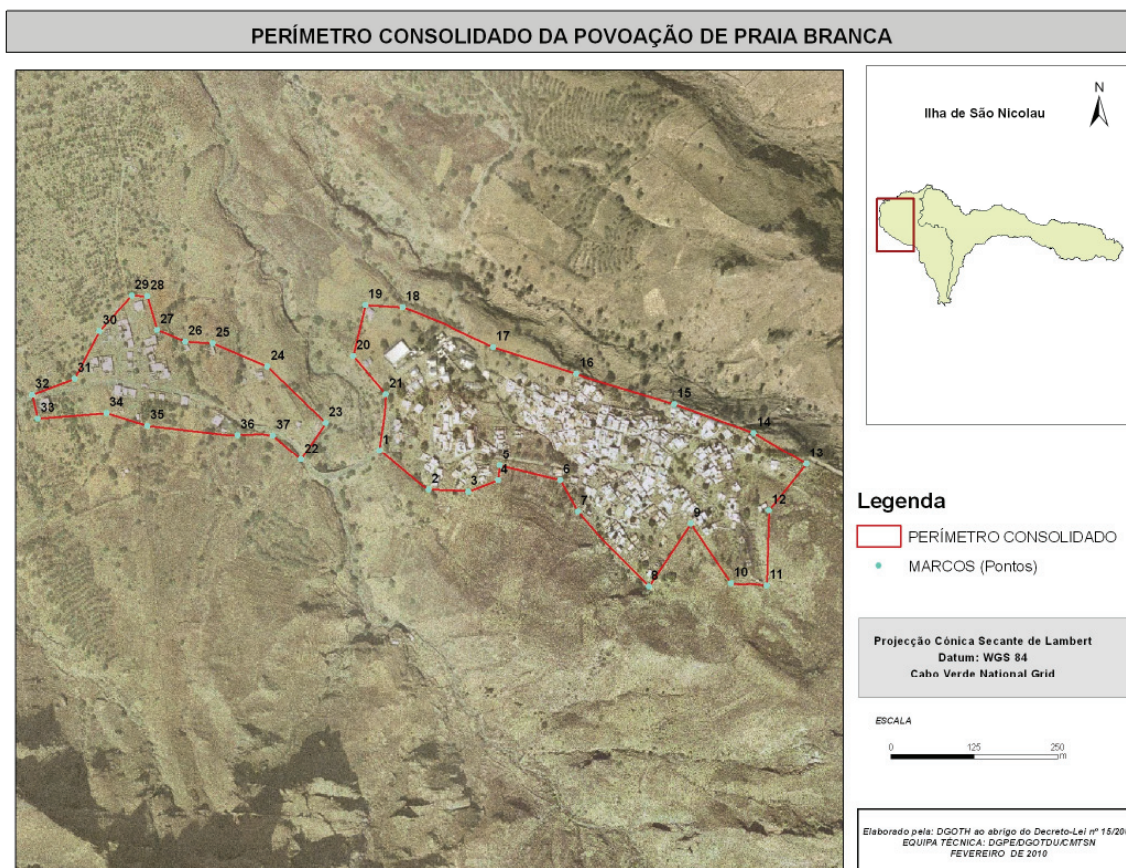 PERÍMETRO CONSOLIDADO DA POVOAÇÃO DE PRAIA BRANCA
N
Ilha de São Nicolau
29 28
30 27 26 25
19 18
17
20
24
16
31
32
21
15
33 34 35
23
14
36 37
1
22
5
13
4
6
2 3
7
12
9
8
10 11
Legenda
PERÍMETRO CONSOLIDADO
MARCOS (Pontos)
Projecção Cónica Secante de Lambert
Datum: WGS 84
Cabo Verde National Grid
ESCALA
0 125 250
m
Elaborado pela: DGOTH ao abrigo do Decreto-Lei nº
EQUIPA TÉCNICA: DGPE/DGOTDU/CMTSN
FEVEREIRO DE 2010